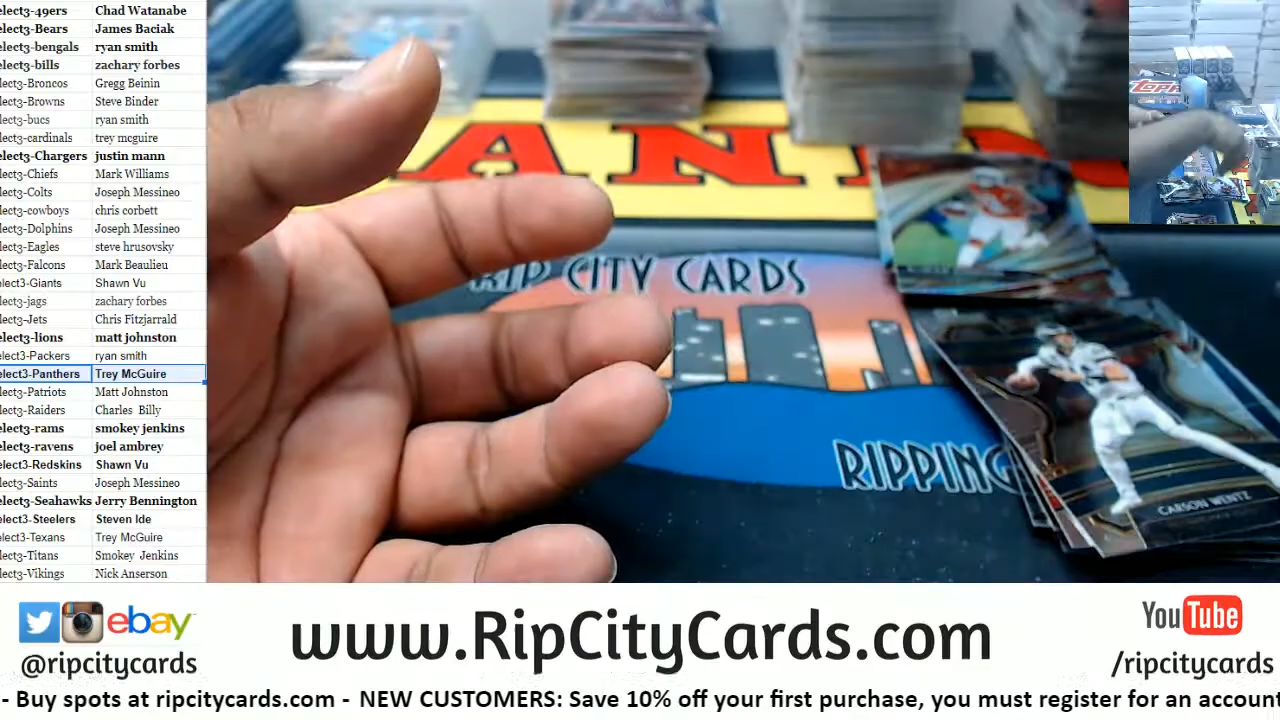 elect3-49ers Chad Watanabe
elect3-Bears James Baciak
elect3-bengals ryan smith
elect3-bills zachary forbes
elect3-Broncos Gregg Beinin
elect3-Browns Steve Binder
elect3-bucs ryan smith
elect3-cardinals trey mcguire
elect3-Chargers justin mann
elect3-Chiefs Mark Williams
elect3-Colts Joseph Messineo
elect3-cowboys chris corbett
elect3-Dolphins Joseph Messineo
elect3-Eagles steve hrusovsky
elect3-Falcons Mark Beaulieu
elect3-Giants Shawn Vu
elect3-jags zachary forbes
elect3-Jets Chris Fitzjarrald
elect3-lions matt johnston
elect3-Packers ryan smith
elect3-Panthers Trey McGuire
elect3-Patriots Matt Johnston
elect3-Raiders Charles Billy
elect3-rams smokey jenkins
elect3-ravens joel ambrey
elect3-Redskins Shawn Vu
elect3-Saints Joseph Messineo
elect3-Seahawks Jerry Bennington
elect3-Steelers Steven Ide
elect3-Texans Trey McGuire
elect3-Titans Smokey Jenkins
elect3-Vikings Nick Anserson
TOPPS
AND
RIP CITY CARDS
RIPPING
CARSON WENTZ
ebay
@ripcitycards
www.RipCityCards.com
YouTube
/ripcitycards
- Buy spots at ripcitycards.com - NEW CUSTOMERS: Save 10% off your first purchase, you must register for an account